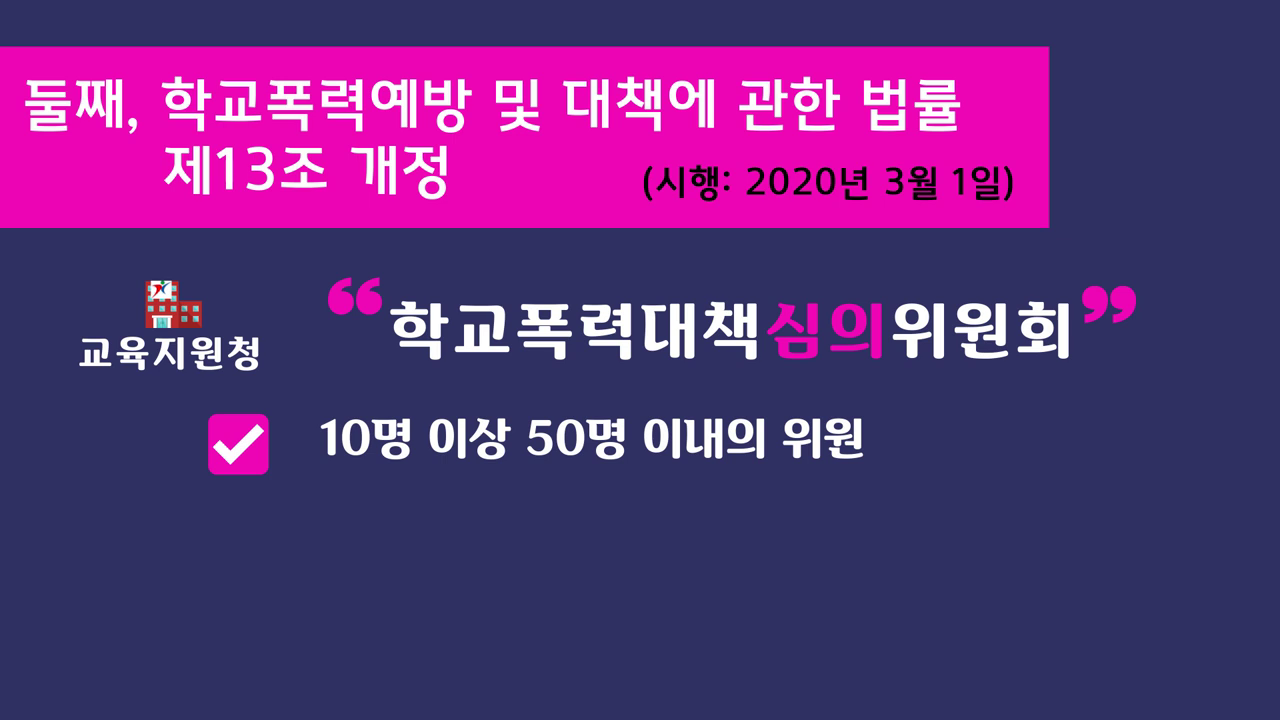 둘째, 학교폭력예방 및 대책에 관한 법률
제13조 개정
(시행: 2020년 3월 1일)
교육지원청
“학교폭력대책심의위원회”
10명 이상 50명 이내의 위원